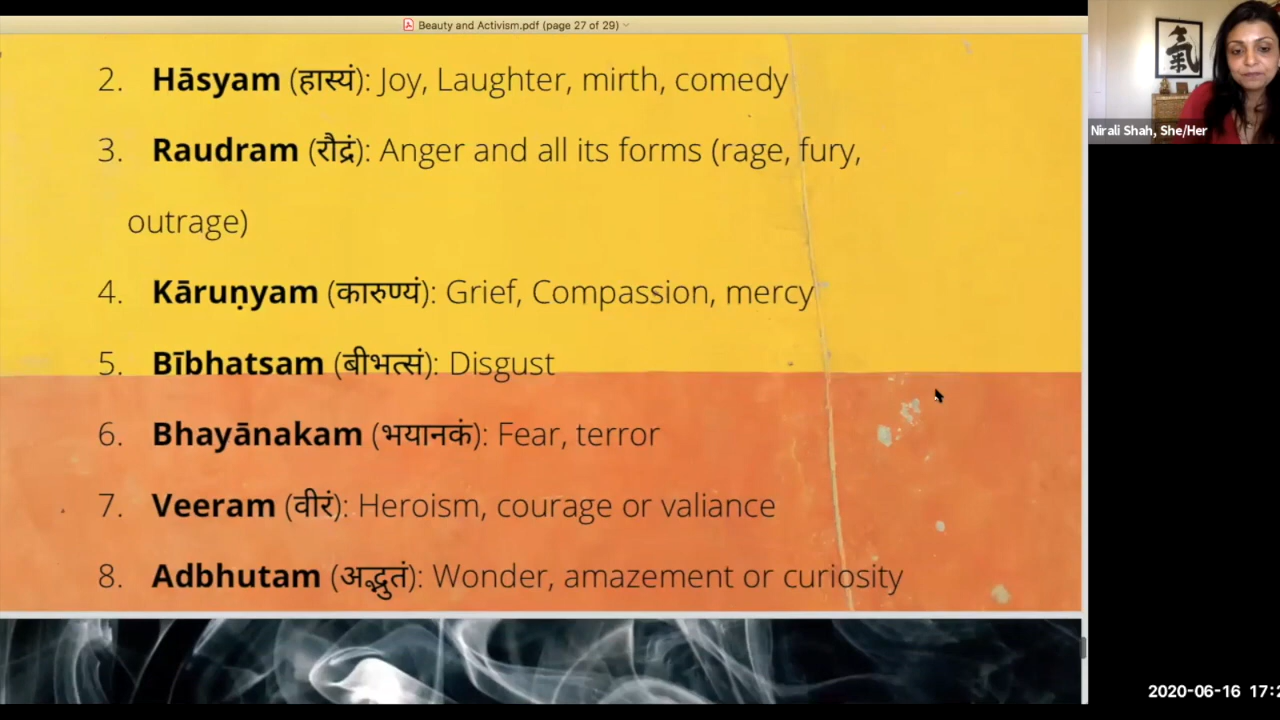 Beauty and Activism.pdf (page 27 of 29)
2. Hāsyam (हास्यं): Joy, Laughter, mirth, comedy
3. Raudram (रौद्रं): Anger and all its forms (rage, fury,
outrage)
4. Kāruṇyam (कारुण्यं): Grief, Compassion, mercy
5. Bībhatsam (बीभत्सं): Disgust
6. Bhayānakam (भयानकं): Fear, terror
7. Veeram (वीरं): Heroism, courage or valiance
8. Adbhutam (अद्भुतं): Wonder, amazement or curiosity
氣
Nirali Shah, She/Her
2020-06-16 17:2